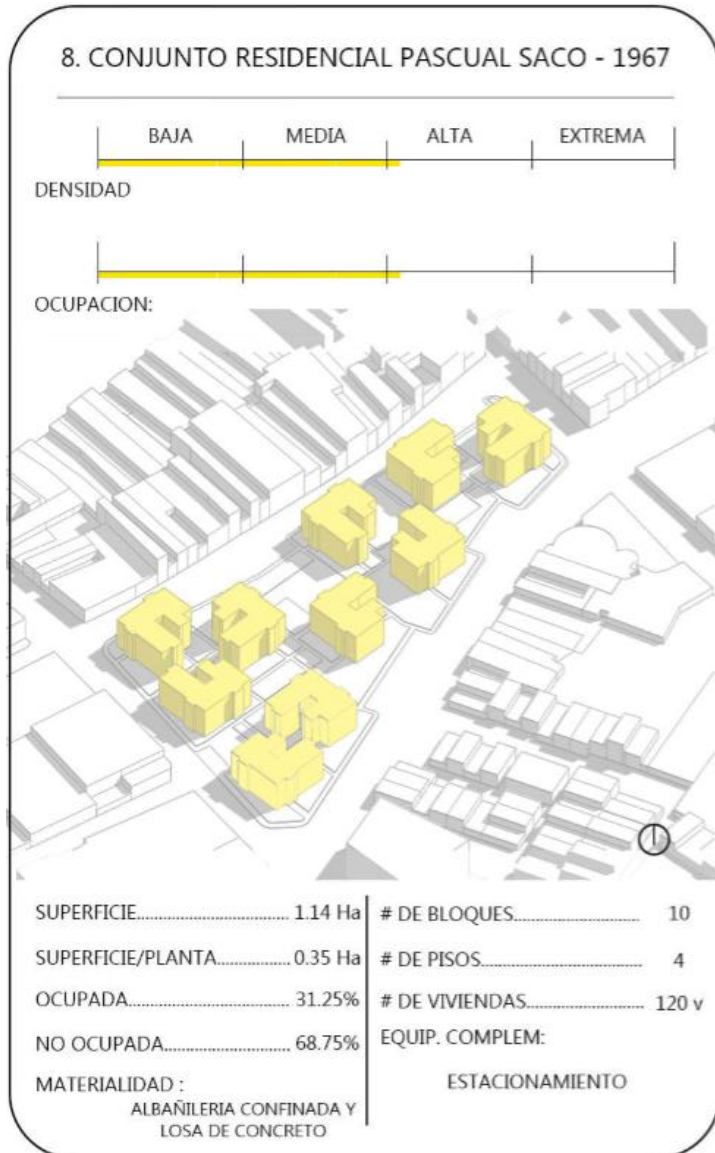 8. CONJUNTO RESIDENCIAL PASCUAL SACO - 1967
BAJA MEDIA ALTA EXTREMA
DENSIDAD
OCUPACION:
SUPERFICIE.............................. 1.14 Ha
SUPERFICIE/PLANTA.............. 0.35 Ha
OCUPADA............................ 31.25%
NO OCUPADA......................... 68.75%
MATERIALIDAD :
ALBAÑILERIA CONFINADA Y
LOSA DE CONCRETO
# DE BLOQUES......................... 10
# DE PISOS............................... 4
# DE VIVIENDAS....................... 120 v
EQUIP. COMPLEM:
ESTACIONAMIENTO